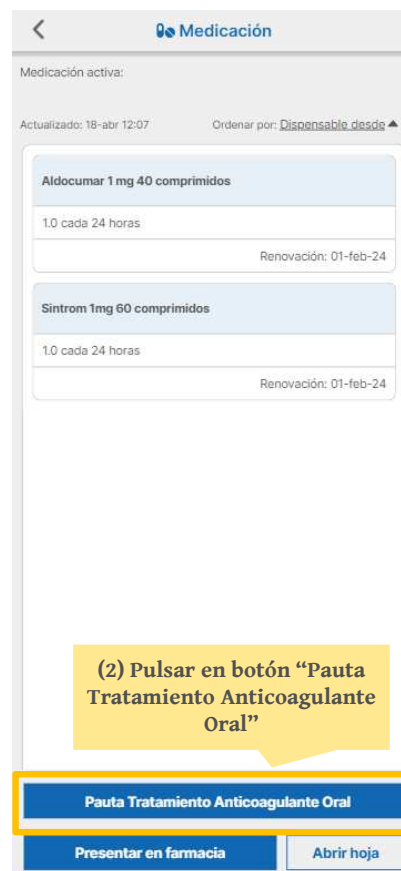 Medicación
Medicación activa:
Actualizado: 18-abr 12:07 Ordenar por: Dispensable desde
Aldocumar 1 mg 40 comprimidos
1.0 cada 24 horas
Renovación: 01-feb-24
Sintrom 1mg 60 comprimidos
1.0 cada 24 horas
Renovación: 01-feb-24
(2) Pulsar en botón “Pauta
Tratamiento Anticoagulante
Oral”
Pauta Tratamiento Anticoagulante Oral
Presentar en farmacia Abrir hoja